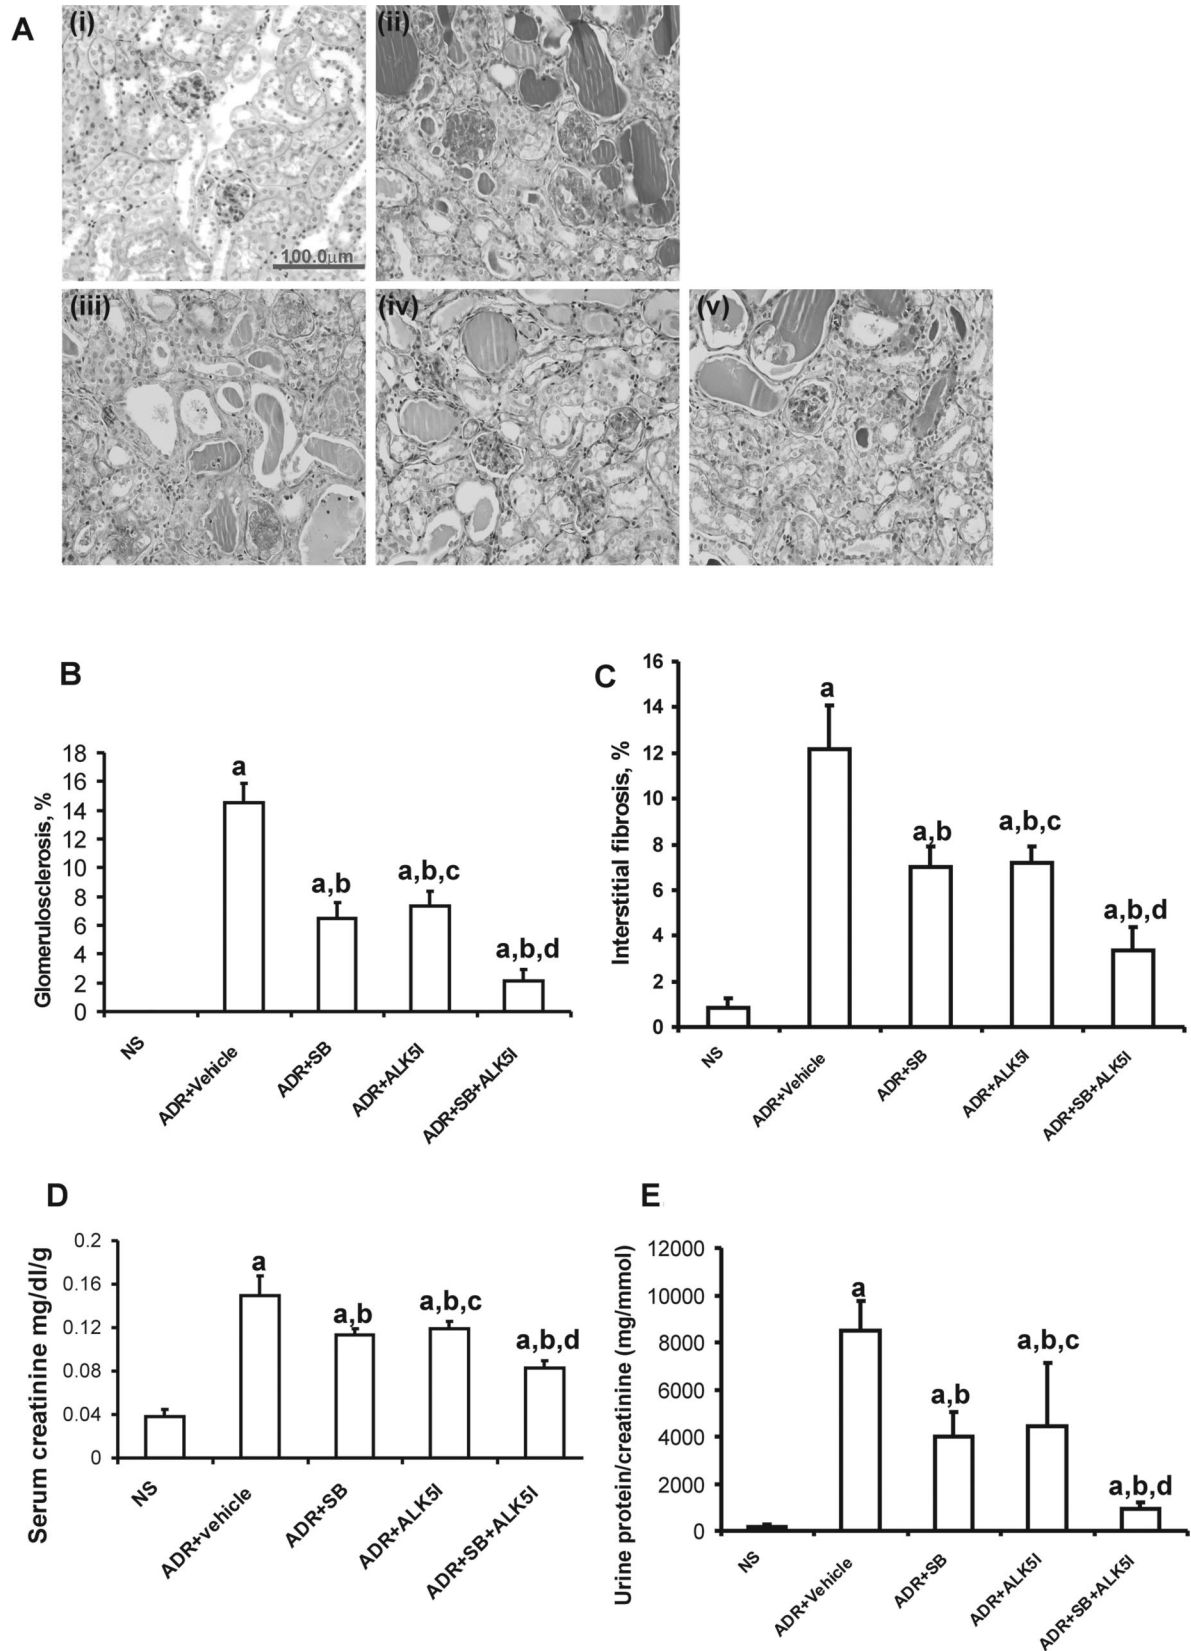 A
(i)
(ii)
100.0µm
(iii)
(iv)
(v)
B
Glomerulosclerosis, %
18
16
14
12
10
8
6
4
2
0
a
a,b
a,b,c
a,b,d
NS
ADR+Vehicle
ADR+SB
ADR+ALK5I
ADR+SB+ALK5I
C
Interstitial fibrosis, %
16
14
12
10
8
6
4
2
0
a
a,b
a,b,c
a,b,d
NS
ADR+Vehicle
ADR+SB
ADR+ALK5I
ADR+SB+ALK5I
D
Serum creatinine mg/dl/g
0.2
0.16
0.12
0.08
0.04
0
a
a,b
a,b,c
a,b,d
NS
ADR+vehicle
ADR+SB
ADR+ALK5I
ADR+SB+ALK5I
E
Urine protein/creatinine (mg/mmol)
12000
10000
8000
6000
4000
2000
0
a
a,b
a,b,c
a,b,d
NS
ADR+Vehicle
ADR+SB
ADR+ALK5I
ADR+SB+ALK5I